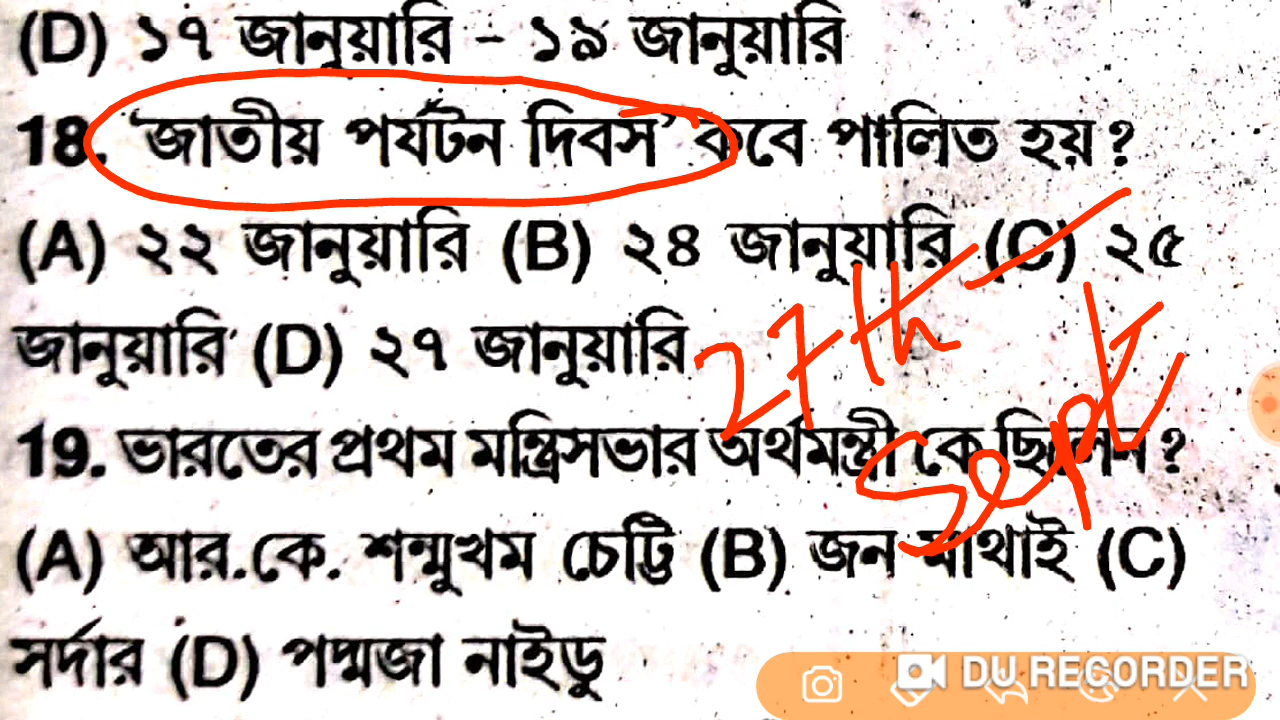 (D) ১৭ জানুয়ারি - ১৯ জানুয়ারি
18. ‘জাতীয় পর্যটন দিবস’ কবে পালিত হয়?
(A) ২২ জানুয়ারি (B) ২৪ জানুয়ারি (C) ২৫
জানুয়ারি (D) ২৭ জানুয়ারি
27th
Sept
19. ভারতের প্রথম মন্ত্রিসভার অর্থমন্ত্রী কে ছিলেন?
(A) আর.কে. শন্মুখম চেট্টি (B) জন মাথাই (C)
সর্দার (D) পদ্মজা নাইডু
DU RECORDER